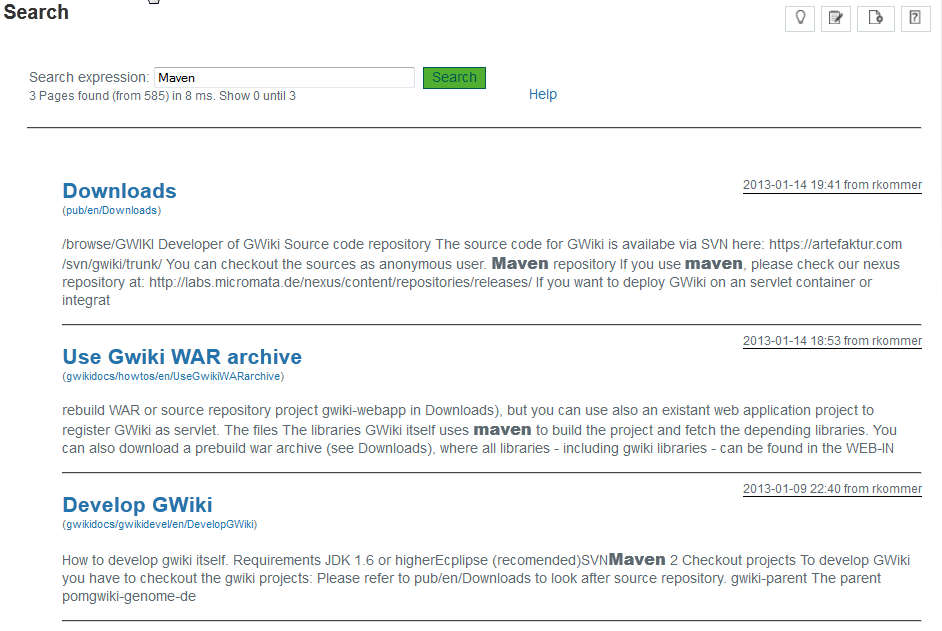 Search
Search expression: Maven Search
3 Pages found (from 585) in 8 ms. Show 0 until 3
Help
Downloads
2013-01-14 19:41 from rkommer
(pub/en/Downloads)
/browse/GWIKI Developer of GWiki Source code repository The source code for GWiki is availabe via SVN here: https://artefaktur.com
/svn/gwiki/trunk/ You can checkout the sources as anonymous user. Maven repository If you use maven, please check our nexus
repository at: http://labs.micromata.de/nexus/content/repositories/releases/ If you want to deploy GWiki on an servlet container or
integrat
2013-01-14 18:53 from rkommer
Use Gwiki WAR archive
(gwikidocs/howtos/en/UseGwikiWARarchive)
rebuild WAR or source repository project gwiki-webapp in Downloads), but you can use also an existant web application project to
register GWiki as servlet. The files The libraries GWiki itself uses maven to build the project and fetch the depending libraries. You
can also download a prebuild war archive (see Downloads), where all libraries - including gwiki libraries - can be found in the WEB-IN
2013-01-09 22:40 from rkommer
Develop GWiki
(gwikidocs/gwikidevel/en/DevelopGWiki)
How to develop gwiki itself. Requirements JDK 1.6 or higherEcplipse (recomended)SVNMaven 2 Checkout projects To develop GWiki
you have to checkout the gwiki projects: Please refer to pub/en/Downloads to look after source repository. gwiki-parent The parent
pomgwiki-genome-de